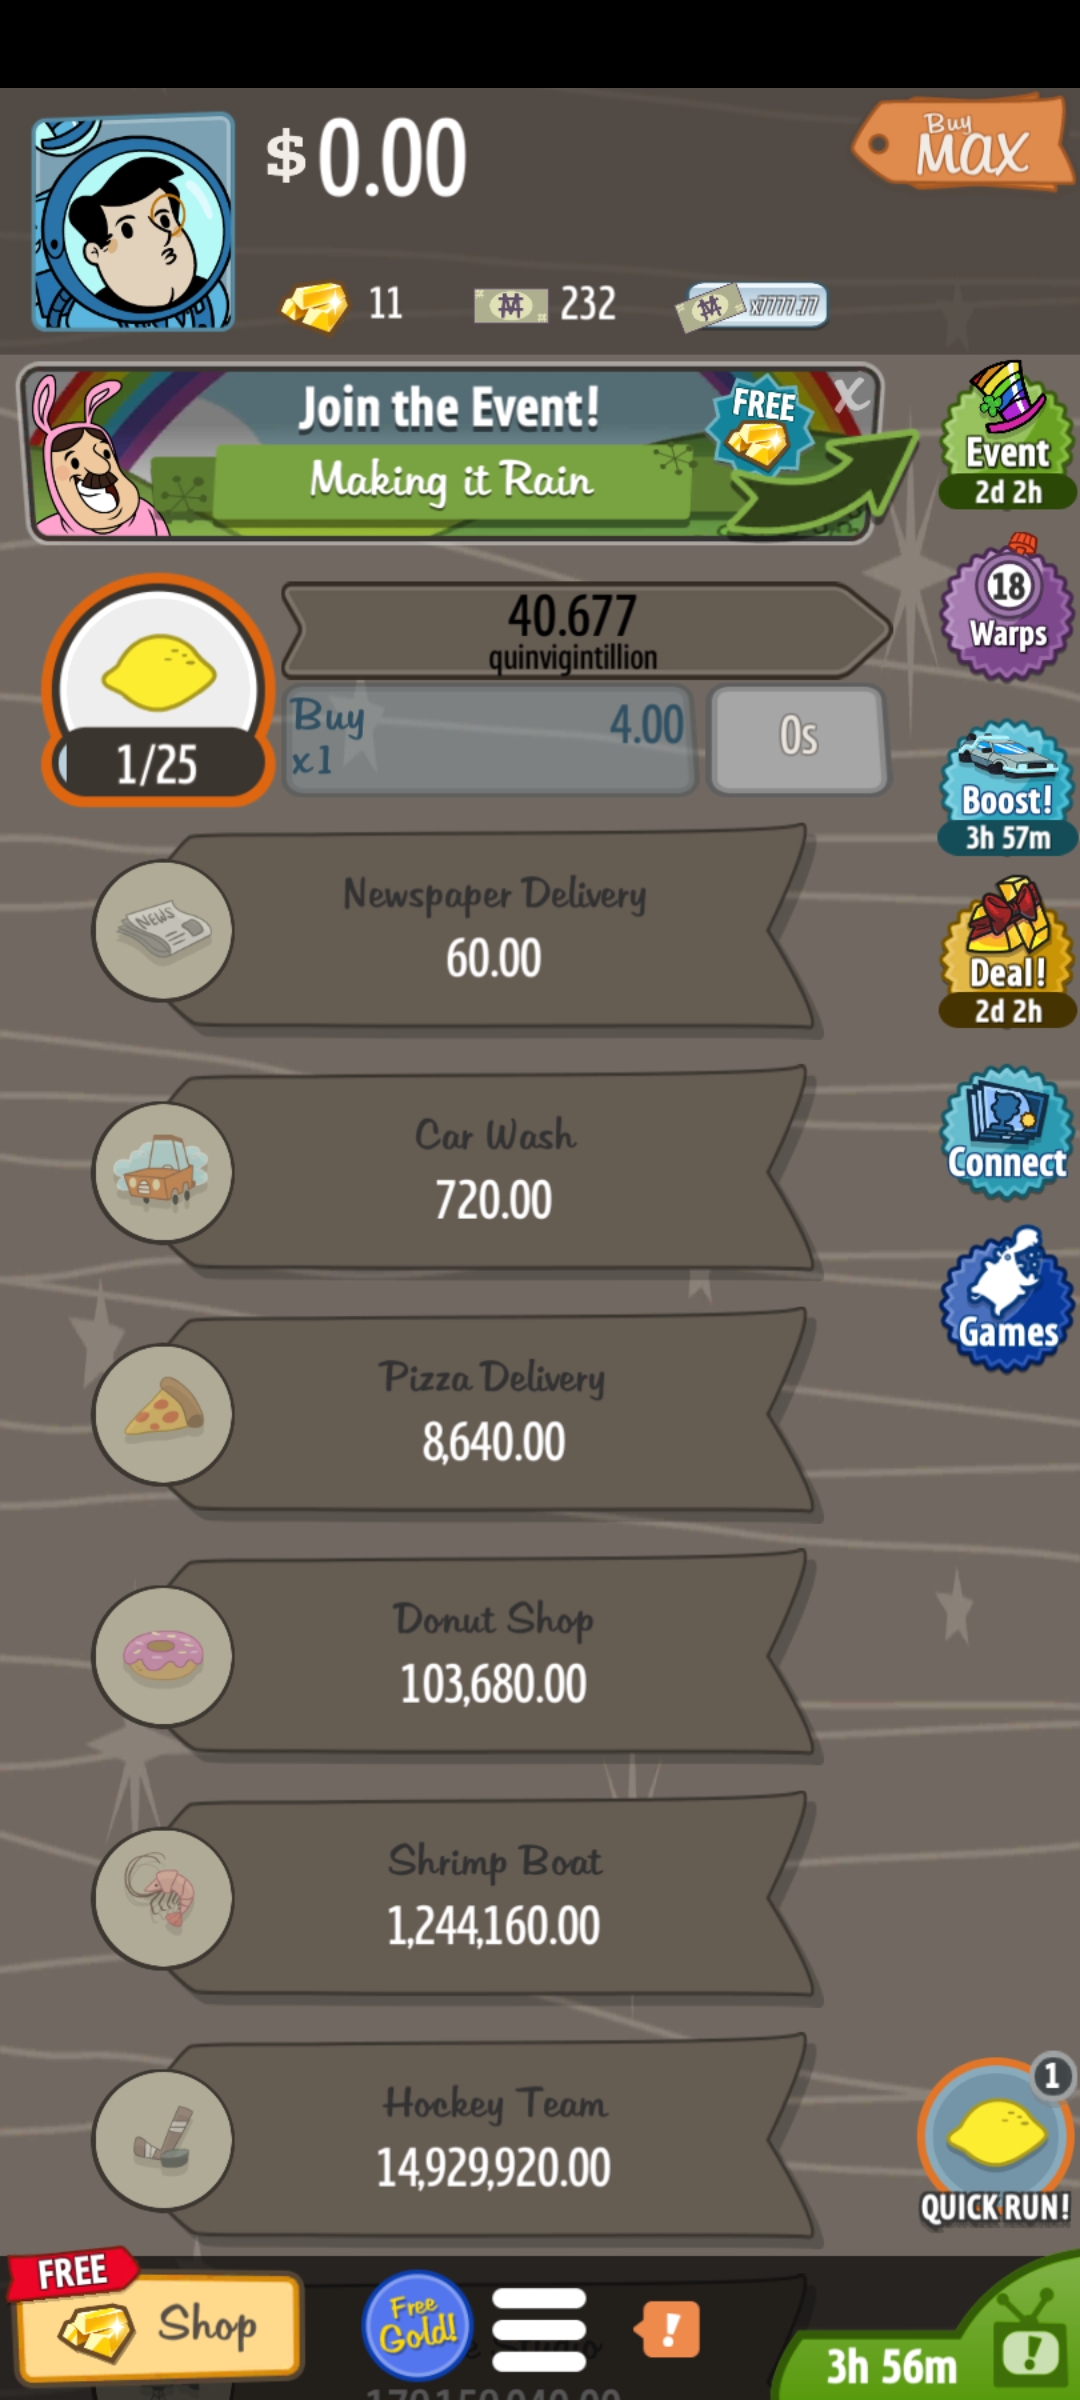 $ 0.00
Buy
MAX
11
232
x7777.77
Join the Event!
Making it Rain
FREE
X
Event
2d 2h
40.677
quinvigintillion
18
Warps
1/25
Buy
x1
4.00
0s
Boost!
3h 57m
Newspaper Delivery
60.00
NEWS
Deal!
2d 2h
Car Wash
720.00
Connect
Games
Pizza Delivery
8,640.00
Donut Shop
103,680.00
Shrimp Boat
1,244,160.00
Hockey Team
14,929,920.00
1
QUICK RUN!
FREE
Shop
Free
Gold!
!
!
3h 56m